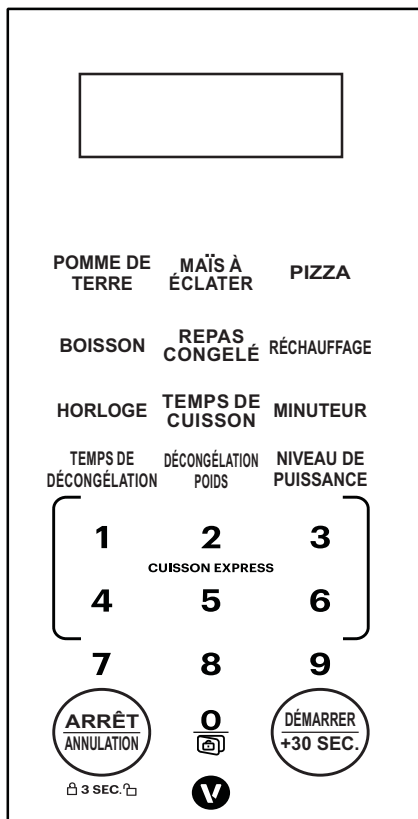 POMME DE TERRE
MAÏS À ÉCLATER
PIZZA
BOISSON
REPAS CONGELÉ
RÉCHAUFFAGE
HORLOGE
TEMPS DE CUISSON
MINUTEUR
TEMPS DE DÉCONGÉLATION
DÉCONGÉLATION POIDS
NIVEAU DE PUISSANCE
1 2 3
CUISSON EXPRESS
4 5 6
7 8 9
ARRÊT
ANNULATION
0
DÉMARRER
+30 SEC.
3 SEC.
V